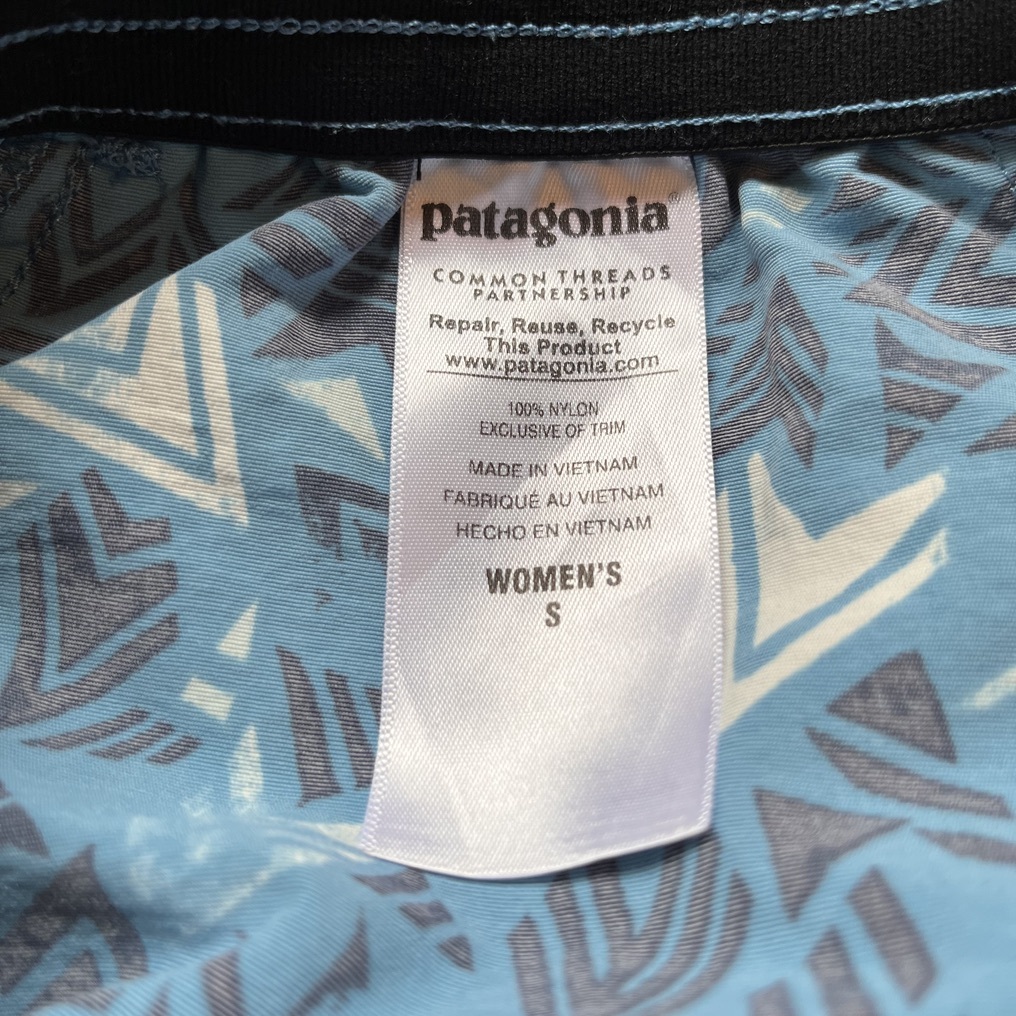 patagonia®
COMMON THREADS
PARTNERSHIP
Repair, Reuse, Recycle
This Product
www.patagonia.com
100% NYLON
EXCLUSIVE OF TRIM
MADE IN VIETNAM
FABRIQUÉ AU VIETNAM
HECHO EN VIETNAM
WOMEN'S
S